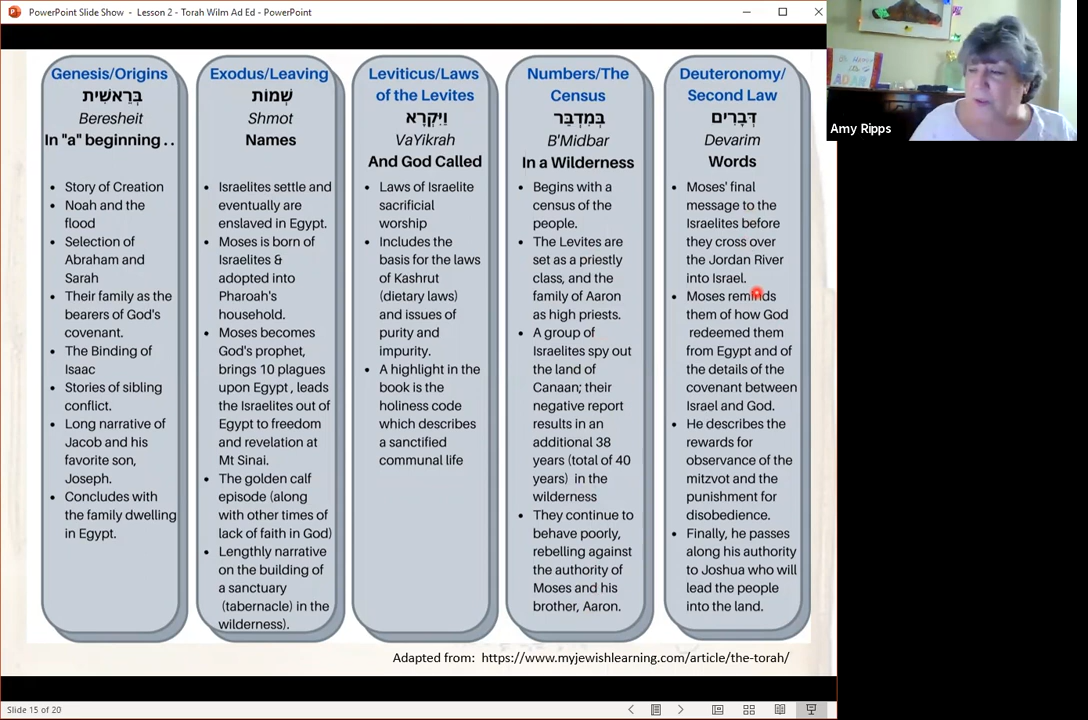 PowerPoint Slide Show - Lesson 2 - Torah Wilm Ad Ed - PowerPoint
Genesis/Origins
בְּרֵאשִׁית
Beresheit
In "a" beginning . .
• Story of Creation
• Noah and the
flood
• Selection of
Abraham and
Sarah
• Their family as the
bearers of God's
covenant.
• The Binding of
Isaac
• Stories of sibling
conflict.
• Long narrative of
Jacob and his
favorite son,
Joseph.
• Concludes with
the family dwelling
in Egypt.
Exodus/Leaving
שְׁמוֹת
Shmot
Names
• Israelites settle and
eventually are
enslaved in Egypt.
• Moses is born of
Israelites &
adopted into
Pharoah's
household.
• Moses becomes
God's prophet,
brings 10 plagues
upon Egypt , leads
the Israelites out of
Egypt to freedom
and revelation at
Mt Sinai.
• The golden calf
episode (along
with other times of
lack of faith in God)
• Lengthly narrative
on the building of
a sanctuary
(tabernacle) in the
wilderness).
Leviticus/Laws
of the Levites
וַיִּקְרָא
VaYikrah
And God Called
• Laws of Israelite
sacrificial
worship
• Includes the
basis for the laws
of Kashrut
(dietary laws)
and issues of
purity and
impurity.
• A highlight in the
book is the
holiness code
which describes
a sanctified
communal life
Numbers/The
Census
בְּמִדְבַּר
B'Midbar
In a Wilderness
• Begins with a
census of the
people.
• The Levites are
set as a priestly
class, and the
family of Aaron
as high priests.
• A group of
Israelites spy out
the land of
Canaan; their
negative report
results in an
additional 38
years (total of 40
years) in the
wilderness
• They continue to
behave poorly,
rebelling against
the authority of
Moses and his
brother, Aaron.
Deuteronomy/
Second Law
דְּבָרִים
Devarim
Words
• Moses' final
message to the
Israelites before
they cross over
the Jordan River
into Israel.
• Moses reminds
them of how God
redeemed them
from Egypt and of
the details of the
covenant between
Israel and God.
• He describes the
rewards for
observance of the
mitzvot and the
punishment for
disobedience.
• Finally, he passes
along his authority
to Joshua who will
lead the people
into the land.
Adapted from: https://www.myjewishlearning.com/article/the-torah/
Slide 15 of 20
Amy Ripps